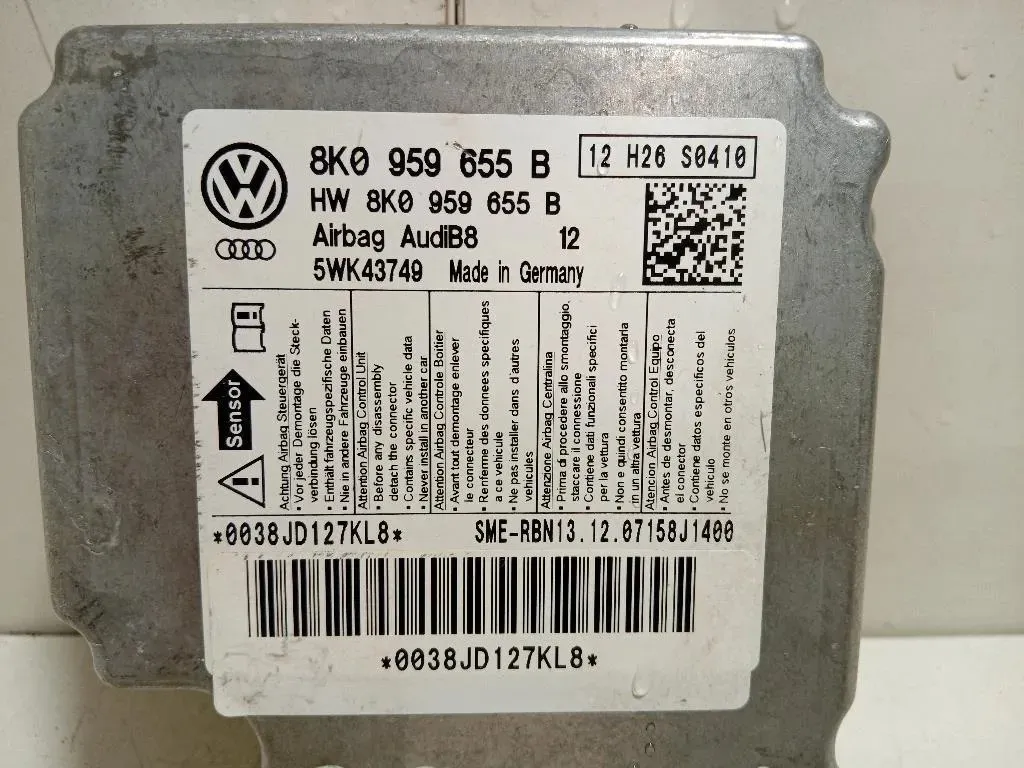 8K0 959 655 B
12 H26 S0410
HW 8K0 959 655 B
Airbag AudiB8 12
5WK43749 Made in Germany
Sensor
Achtung Airbag Steuergerät
• Vor jeder Demontage die Steck-
verbindung lösen
• Enthält fahrzeugspezifische Daten
• Nie in andere Fahrzeuge einbauen
Attention Airbag Control Unit
• Before any disassembly
detach the connector
• Contains specific vehicle data
• Never install in another car
Attention Airbag Controle Boitier
• Avant tout demontage enlever
le connecteur
• Renferme des donnees specifiques
a ce vehicule
• Ne pas installer dans d'autres
vehicules
Attenzione Airbag Centralina
• Prima di procedere allo smontaggio,
staccare il connessione
• Contiene dati funzionali specifici
per la vettura
• Non e quindi consentito montarla
in un altra vettura
Atencion Airbag Control Equipo
• Antes de desmontar, desconecta
el conector
• Contiene datos especificos del
vehiculo
• No se monte en otros vehiculos
*0038JD127KL8* SME-RBN13.12.07158J1400
*0038JD127KL8*